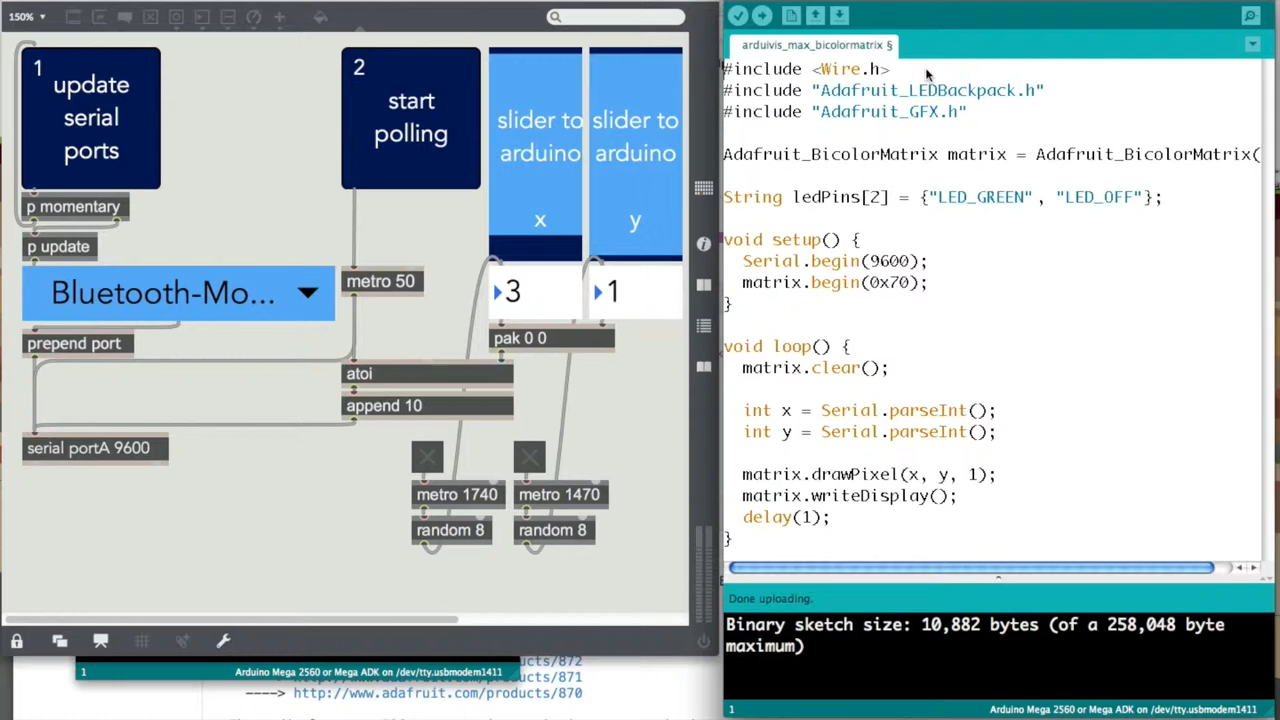 150%
1
update
serial
ports
p momentary
p update
Bluetooth-Mo...
prepend port
serial portA 9600
2
start
polling
metro 50
atoi
append 10
slider to
arduino
x
slider to
arduino
y
3
1
pak 0 0
metro 1740
metro 1470
random 8
random 8
arduivis_max_bicolormatrix §
#include <Wire.h>
#include "Adafruit_LEDBackpack.h"
#include "Adafruit_GFX.h"
Adafruit_BicolorMatrix matrix = Adafruit_BicolorMatrix(
String ledPins[2] = {"LED_GREEN", "LED_OFF"};
void setup() {
Serial.begin(9600);
matrix.begin(0x70);
}
void loop() {
matrix.clear();
int x = Serial.parseInt();
int y = Serial.parseInt();
matrix.drawPixel(x, y, 1);
matrix.writeDisplay();
delay(1);
}
Done uploading.
Binary sketch size: 10,882 bytes (of a 258,048 byte
maximum)
1
Arduino Mega 2560 or Mega ADK on /dev/tty.usbmodem1411
1
Arduino Mega 2560 or Mega ADK on /dev/tty.usbmodem1411
ucts/872
products/871
----> http://www.adafruit.com/products/870